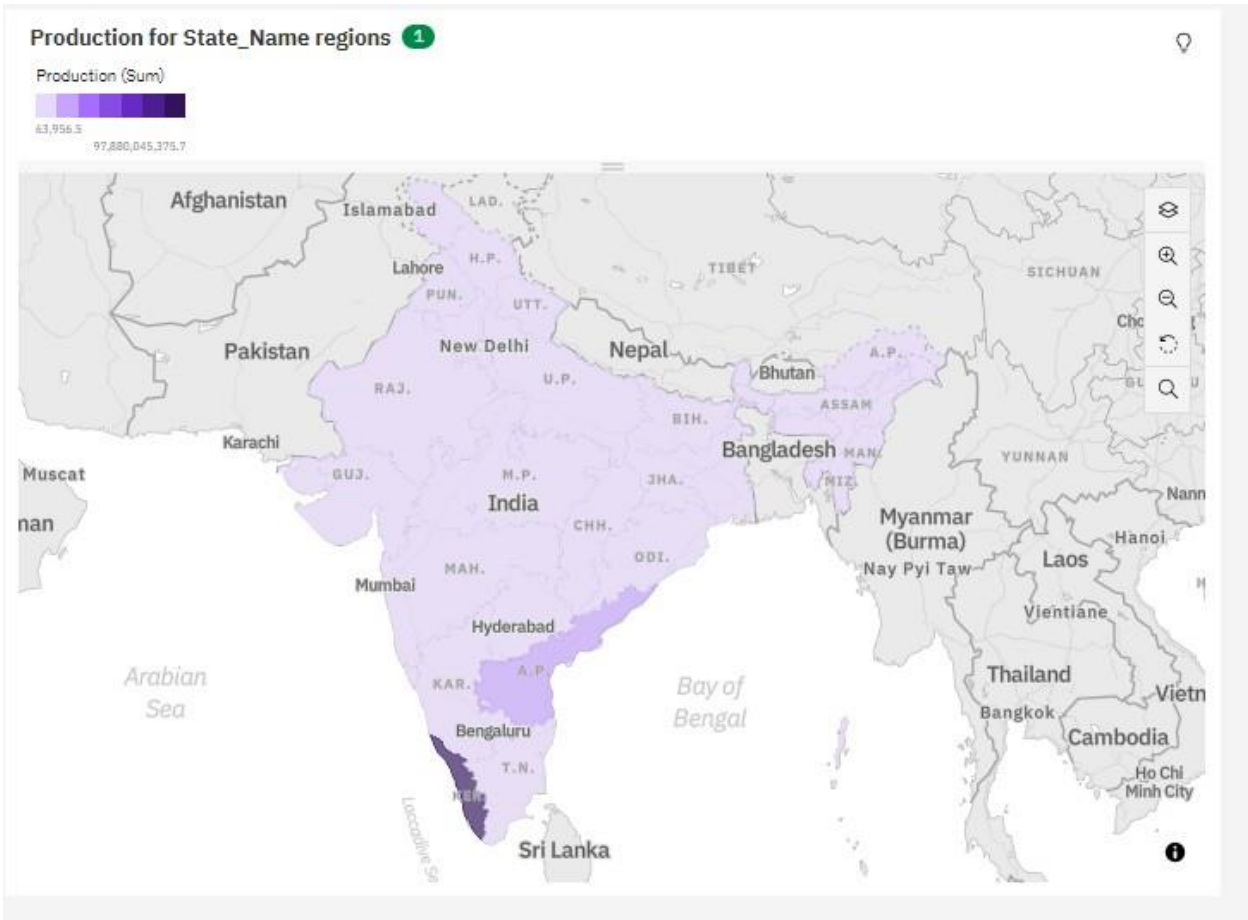 Production for State_Name regions 1
Production (Sum)
63,956.5
97,880,045,375.7
Afghanistan
Islamabad
LAD.
Lahore
H.P.
TIBET
SICHUAN
PUN.
UTT.
Pakistan
New Delhi
Nepal
A.P.
Bhutan
RAJ.
U.P.
ASSAM
BIH.
Karachi
Bangladesh
MAN.
YUNNAN
Muscat
GUJ.
M.P.
JHA.
MIZ.
India
Myanmar
(Burma)
CHH.
Hanoi
ODI.
Laos
MAH.
Nay Pyi Taw
Mumbai
Vientiane
Hyderabad
Arabian
Sea
KAR.
A.P.
Bay of
Bengal
Thailand
Bangkok
Bengaluru
Cambodia
T.N.
KER.
Ho Chi
Minh City
Sri Lanka